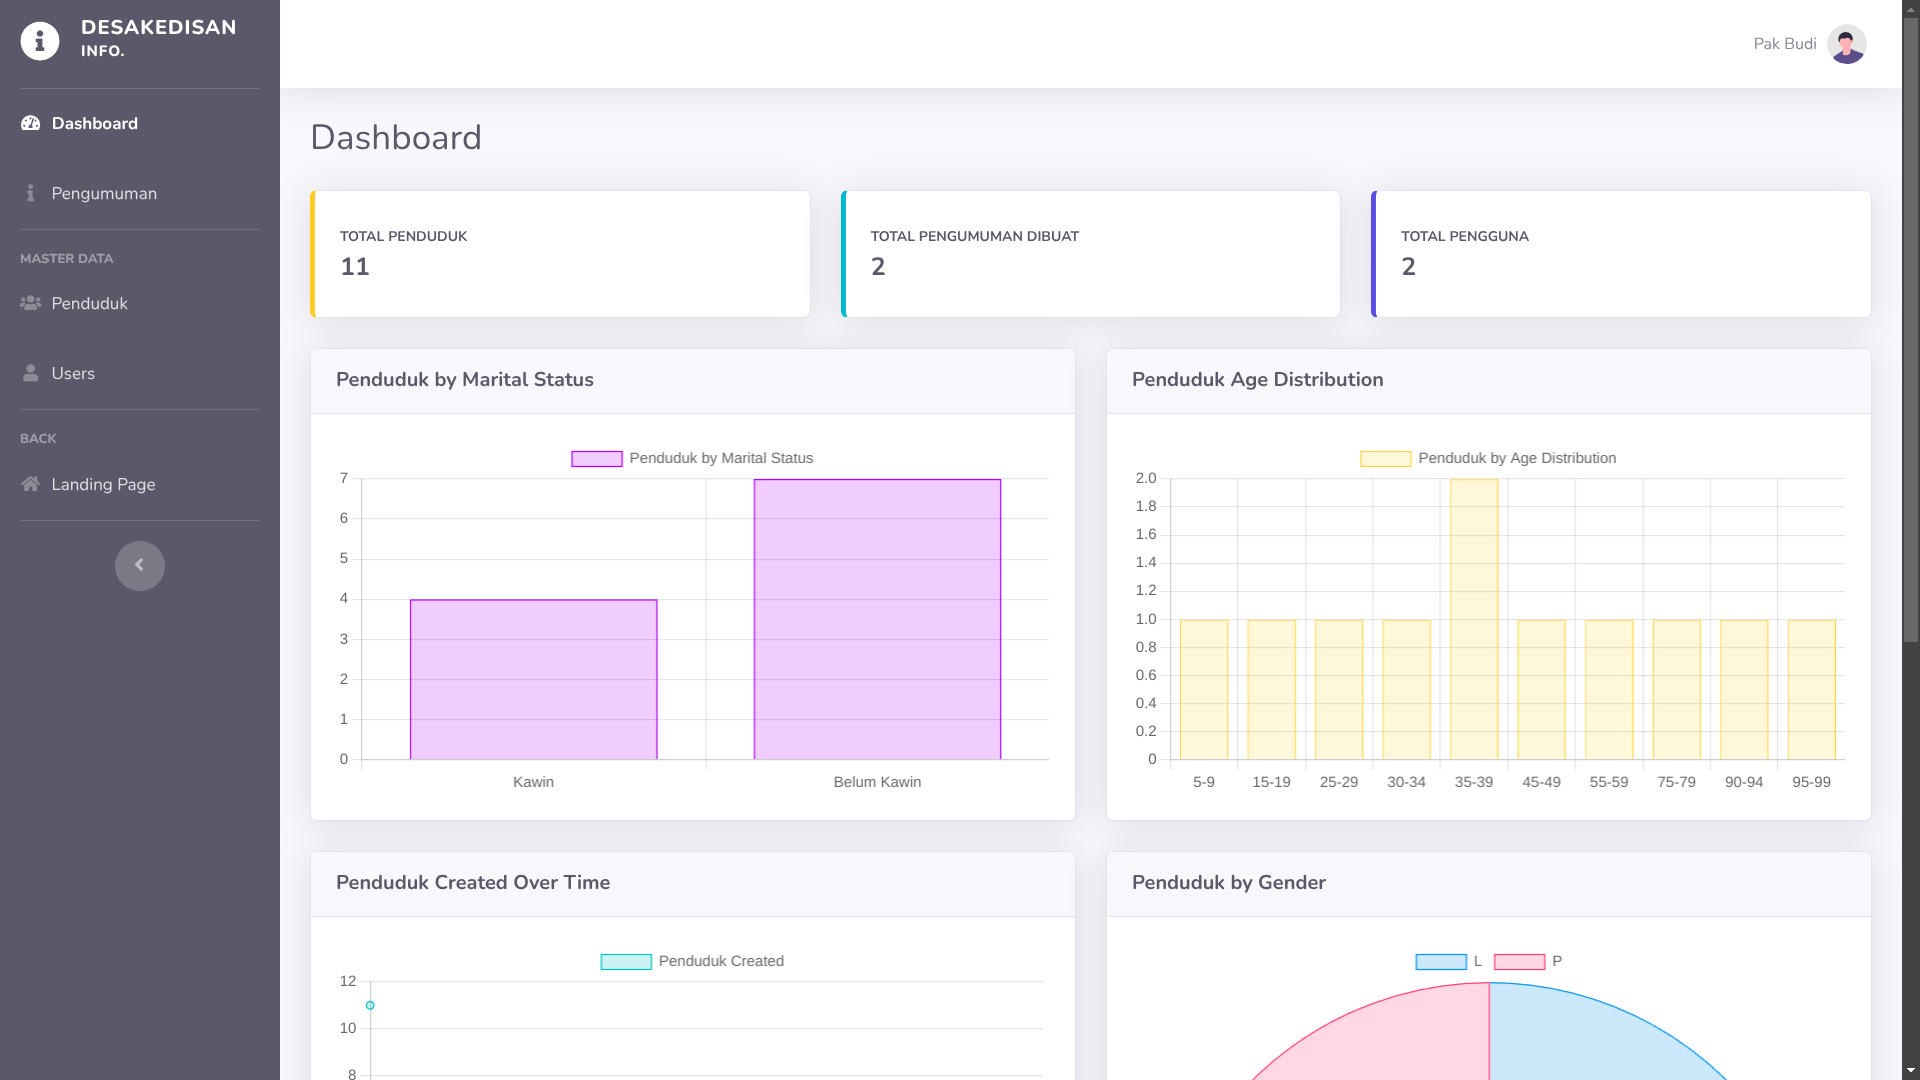 DESAKEDISAN
INFO.
Dashboard
Pengumuman
MASTER DATA
Penduduk
Users
BACK
Landing Page
Pak Budi
Dashboard
TOTAL PENDUDUK
11
TOTAL PENGUMUMAN DIBUAT
2
TOTAL PENGGUNA
2
Penduduk by Marital Status
Penduduk by Marital Status
7
6
5
4
3
2
1
0
Kawin Belum Kawin
Penduduk Age Distribution
Penduduk by Age Distribution
2.0
1.8
1.6
1.4
1.2
1.0
0.8
0.6
0.4
0.2
0
5-9 15-19 25-29 30-34 35-39 45-49 55-59 75-79 90-94 95-99
Penduduk Created Over Time
Penduduk Created
12
10
8
Penduduk by Gender
L P